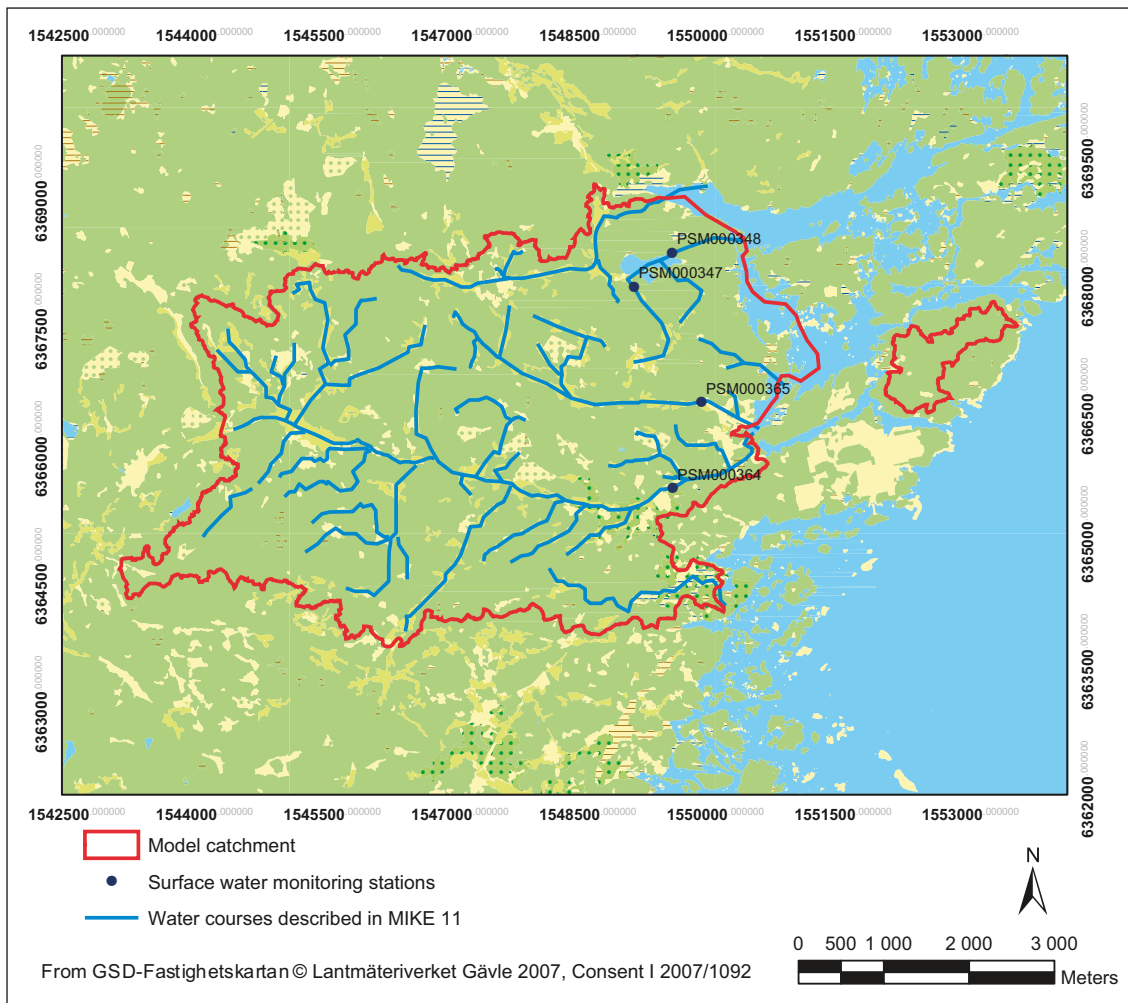 1542500.000000 1544000.000000 1545500.000000 1547000.000000 1548500.000000 1550000.000000 1551500.000000 1553000.000000
6369000.000000
6367500.000000
6366000.000000
6364500.000000
6363000.000000
6369500.000000
6368000.000000
6366500.000000
6365000.000000
6363500.000000
6362000.000000
PSM000348
PSM000347
PSM000365
PSM000364
1542500.000000 1544000.000000 1545500.000000 1547000.000000 1548500.000000 1550000.000000 1551500.000000 1553000.000000
Model catchment
Surface water monitoring stations
Water courses described in MIKE 11
N
0 500 1 000 2 000 3 000
Meters
From GSD-Fastighetskartan © Lantmäteriverket Gävle 2007, Consent I 2007/1092